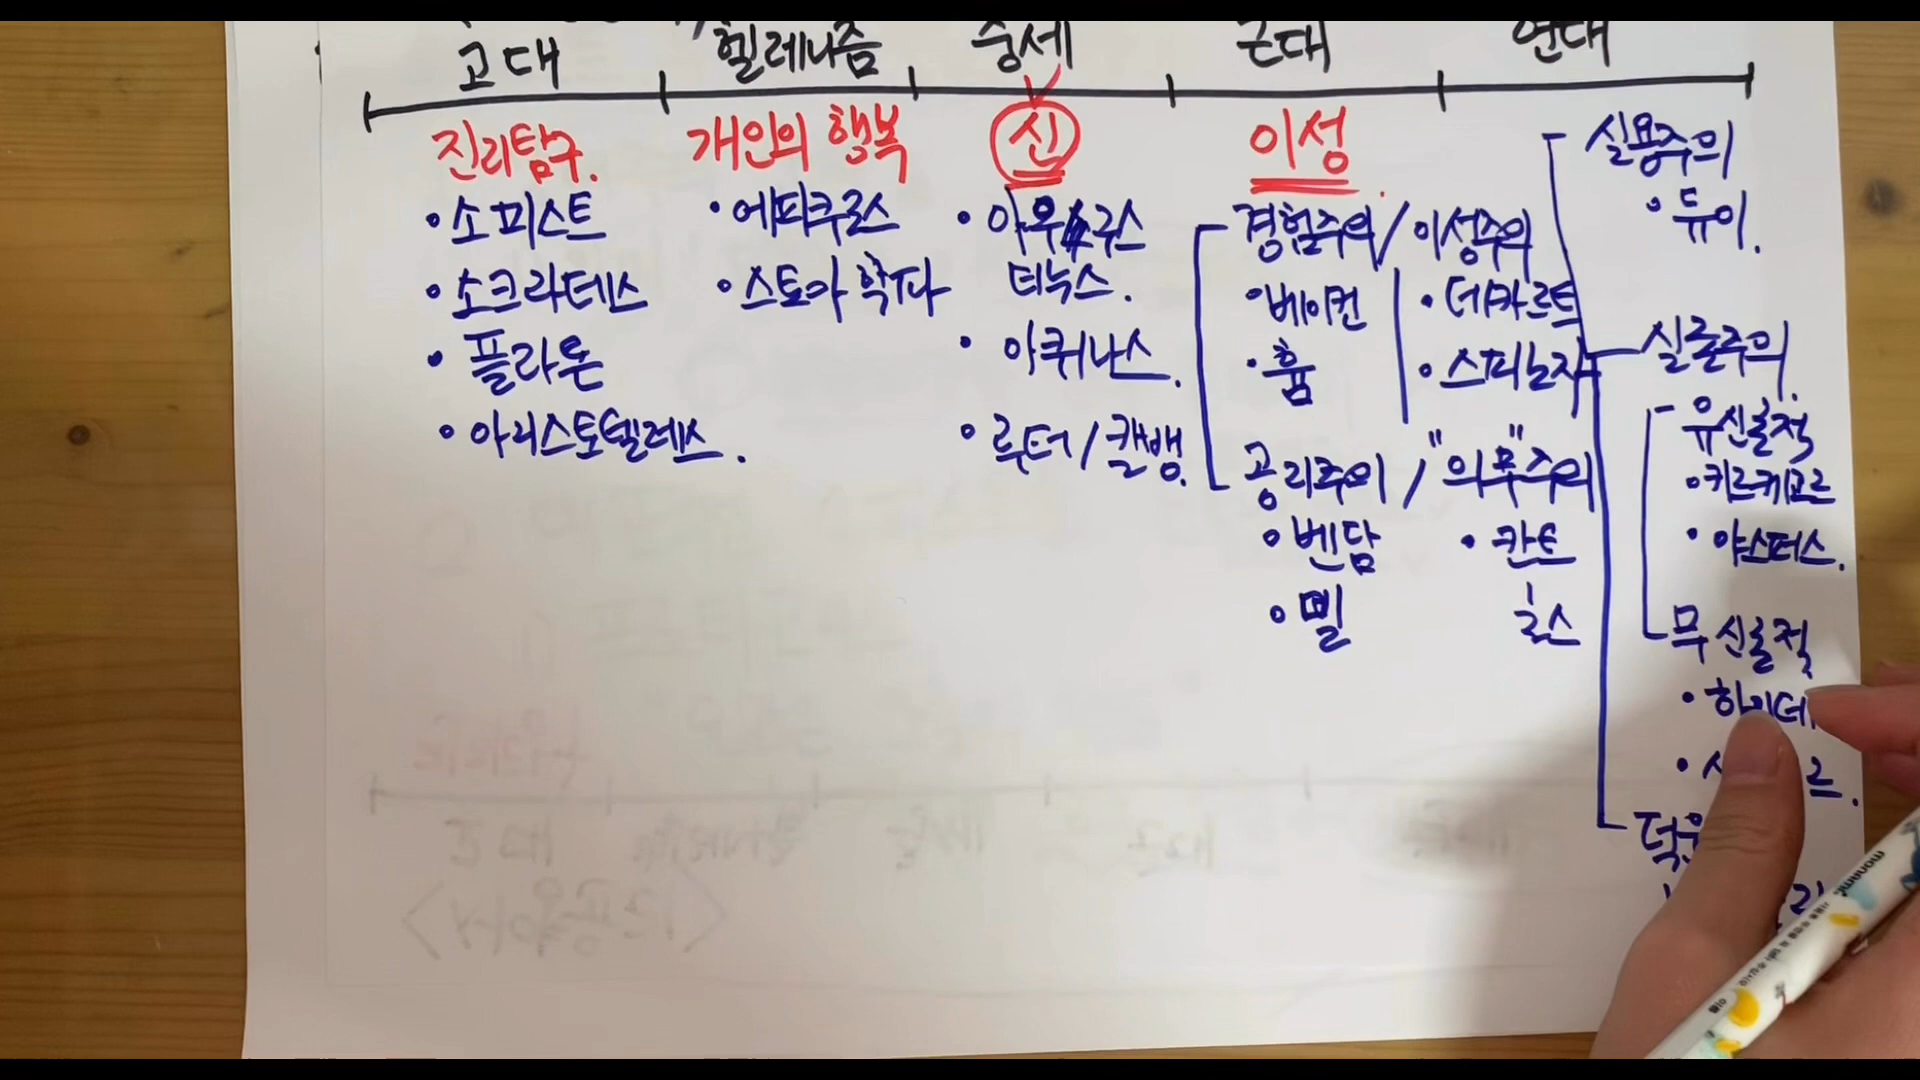 고대 헬레니즘 중세 근대 현대
진리탐구. 개인의 행복 신 이성
• 소피스트
• 소크라테스
• 플라톤
• 아리스토텔레스.
• 에피쿠로스
• 스토아 학파
• 아우구스
티누스.
• 아퀴나스.
• 루터 / 캘뱅.
경험주의 / 이성주의
• 베이컨
• 흄
• 데카르트
• 스피노자
공리주의 / "의무"주의
• 벤담
• 밀
• 칸트
실용주의
• 듀이.
실존주의.
유신론적
• 키르케고르
• 야스퍼스.
무신론적
• 하이데